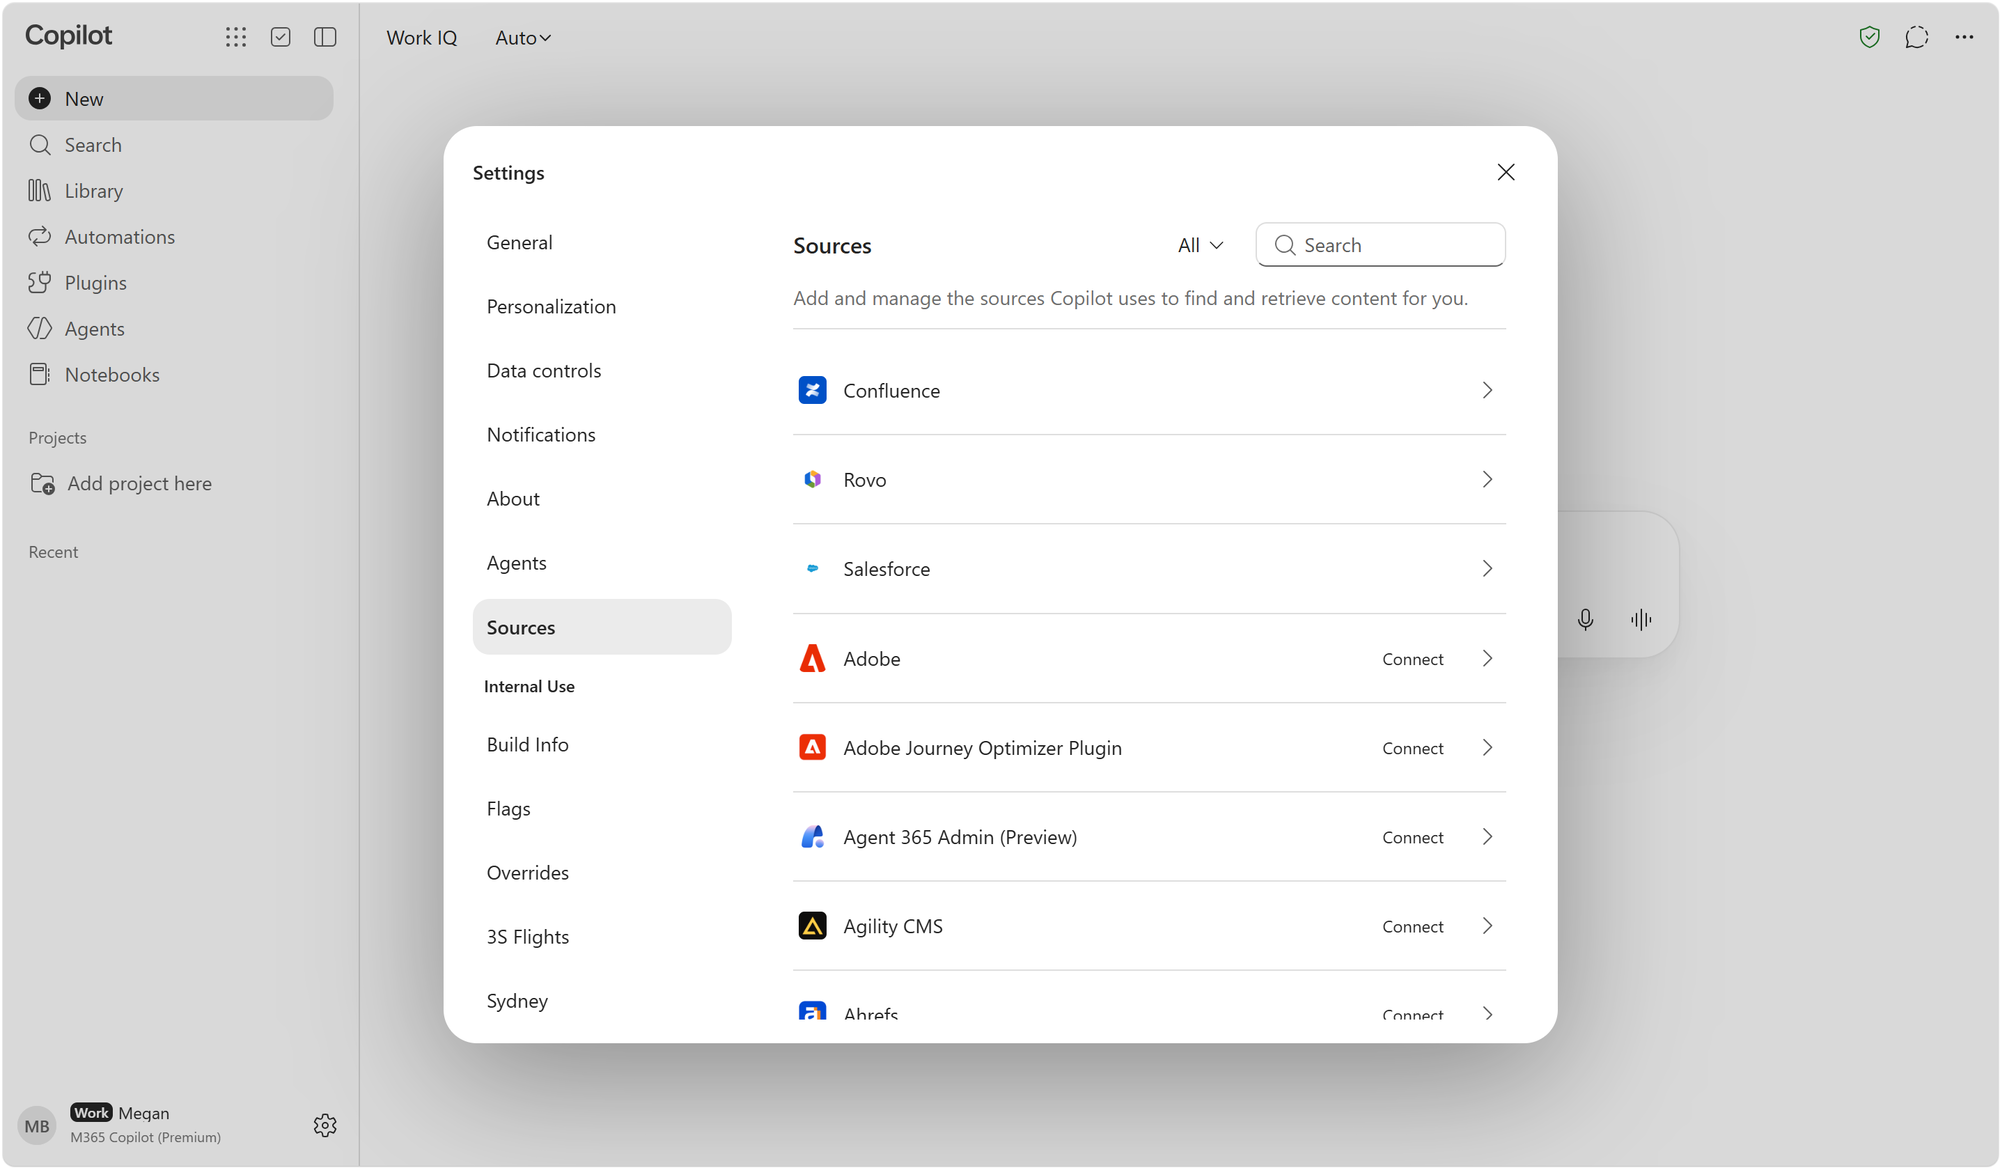 Copilot
New
Search
Library
Automations
Plugins
Agents
Notebooks
Projects
Add project here
Recent
MB
Work Megan
M365 Copilot (Premium)
Work IQ
Auto
Settings
General
Personalization
Data controls
Notifications
About
Agents
Sources
Internal Use
Build Info
Flags
Overrides
3S Flights
Sydney
Sources
All
Search
Add and manage the sources Copilot uses to find and retrieve content for you.
Confluence
Rovo
Salesforce
Adobe
Connect
Adobe Journey Optimizer Plugin
Connect
Agent 365 Admin (Preview)
Connect
Agility CMS
Connect
Ahrefs
Connect